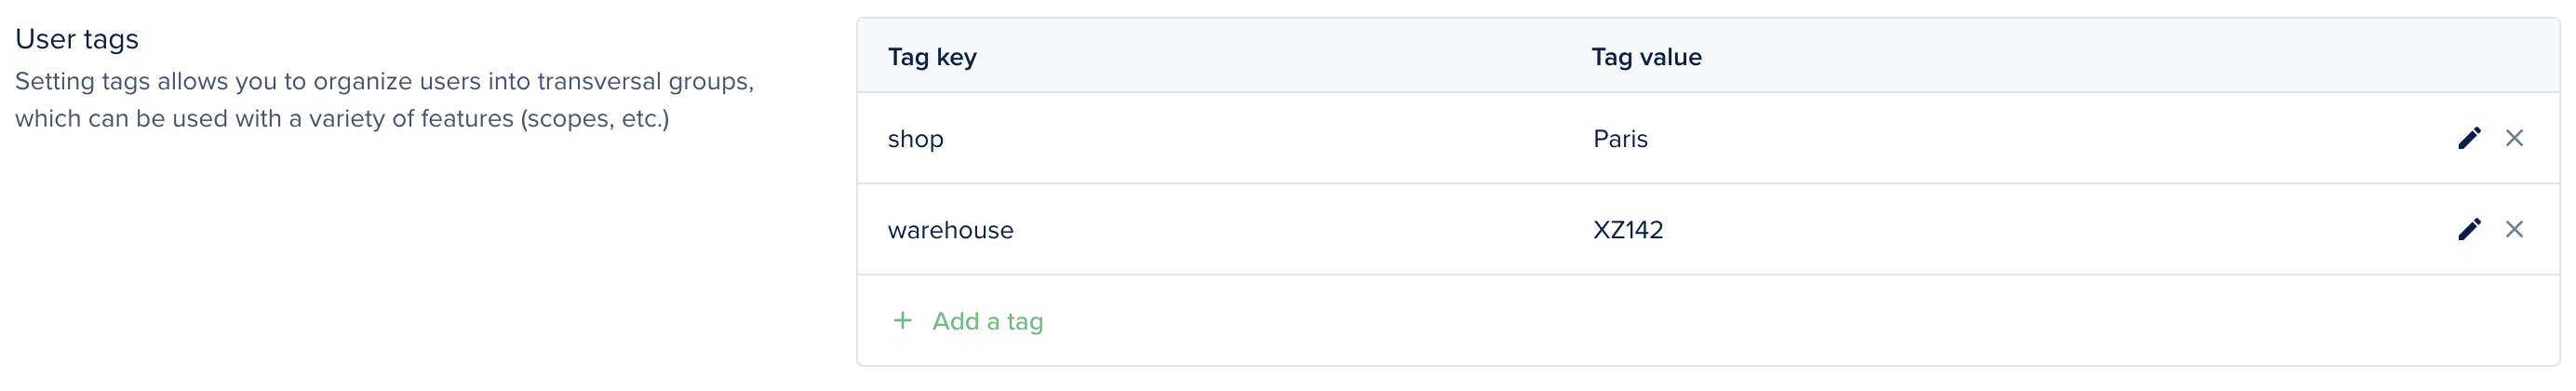 User tags
Setting tags allows you to organize users into transversal groups,
which can be used with a variety of features (scopes, etc.)
Tag key Tag value
shop Paris
warehouse XZ142
+ Add a tag